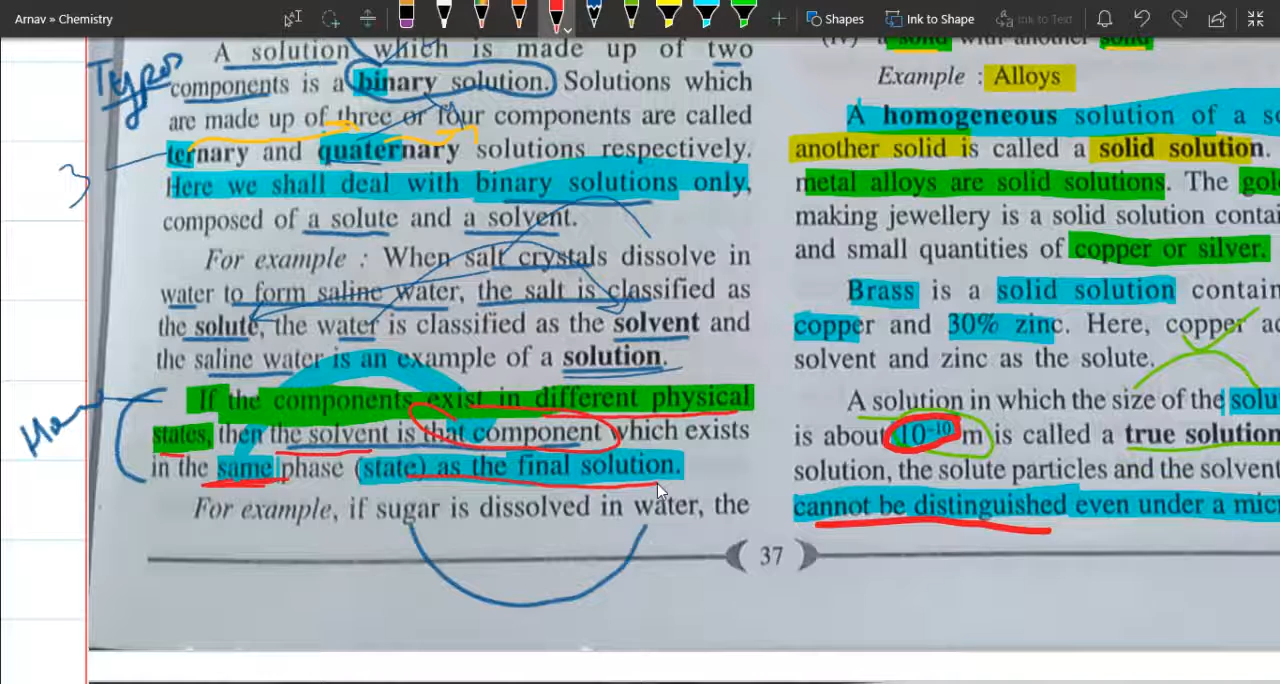 Arnav » Chemistry
Shapes
Ink to Shape
Ink to Text
Types
A solution which is made up of two
components is a binary solution. Solutions which
are made up of three or four components are called
ternary and quaternary solutions respectively.
3
Here we shall deal with binary solutions only,
composed of a solute and a solvent.
For example : When salt crystals dissolve in
water to form saline water, the salt is classified as
the solute, the water is classified as the solvent and
the saline water is an example of a solution.
If the components exist in different physical
states, then the solvent is that component which exists
in the same phase (state) as the final solution.
For example, if sugar is dissolved in water, the
37
(iv) a solid with another solid
Example : Alloys
A homogeneous solution of a
another solid is called a solid solution.
metal alloys are solid solutions. The
making jewellery is a solid solution
and small quantities of copper or silver.
Brass is a solid solution
copper and 30% zinc. Here, copper
solvent and zinc as the solute.
A solution in which the size of the
is about 10⁻¹⁰ m is called a true solution
solution, the solute particles and the solvent
cannot be distinguished even under a